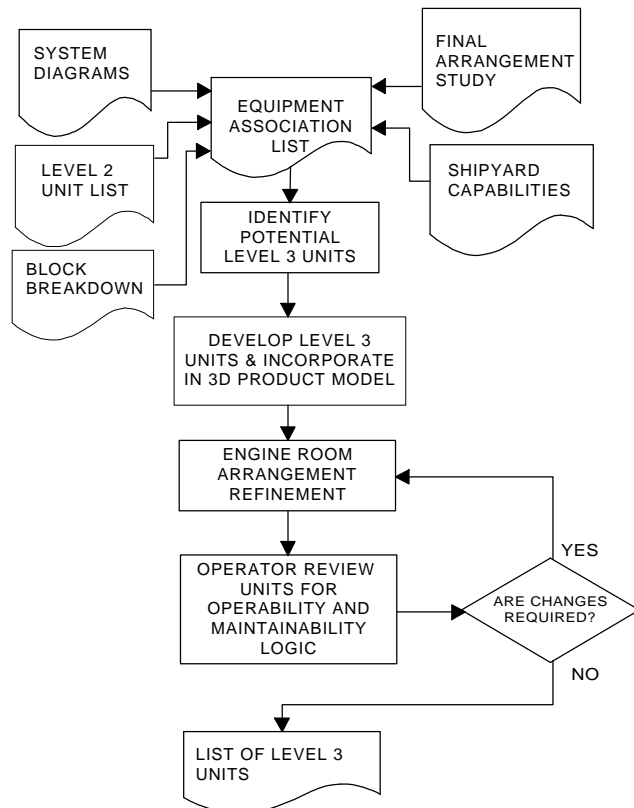 SYSTEM
DIAGRAMS
FINAL
ARRANGEMENT
STUDY
EQUIPMENT
ASSOCIATION
LIST
LEVEL 2
UNIT LIST
SHIPYARD
CAPABILITIES
BLOCK
BREAKDOWN
IDENTIFY
POTENTIAL
LEVEL 3 UNITS
DEVELOP LEVEL 3
UNITS & INCORPORATE
IN 3D PRODUCT MODEL
ENGINE ROOM
ARRANGEMENT
REFINEMENT
OPERATOR REVIEW
UNITS FOR
OPERABILITY AND
MAINTAINABILITY
LOGIC
YES
ARE CHANGES
REQUIRED?
NO
LIST OF LEVEL 3
UNITS